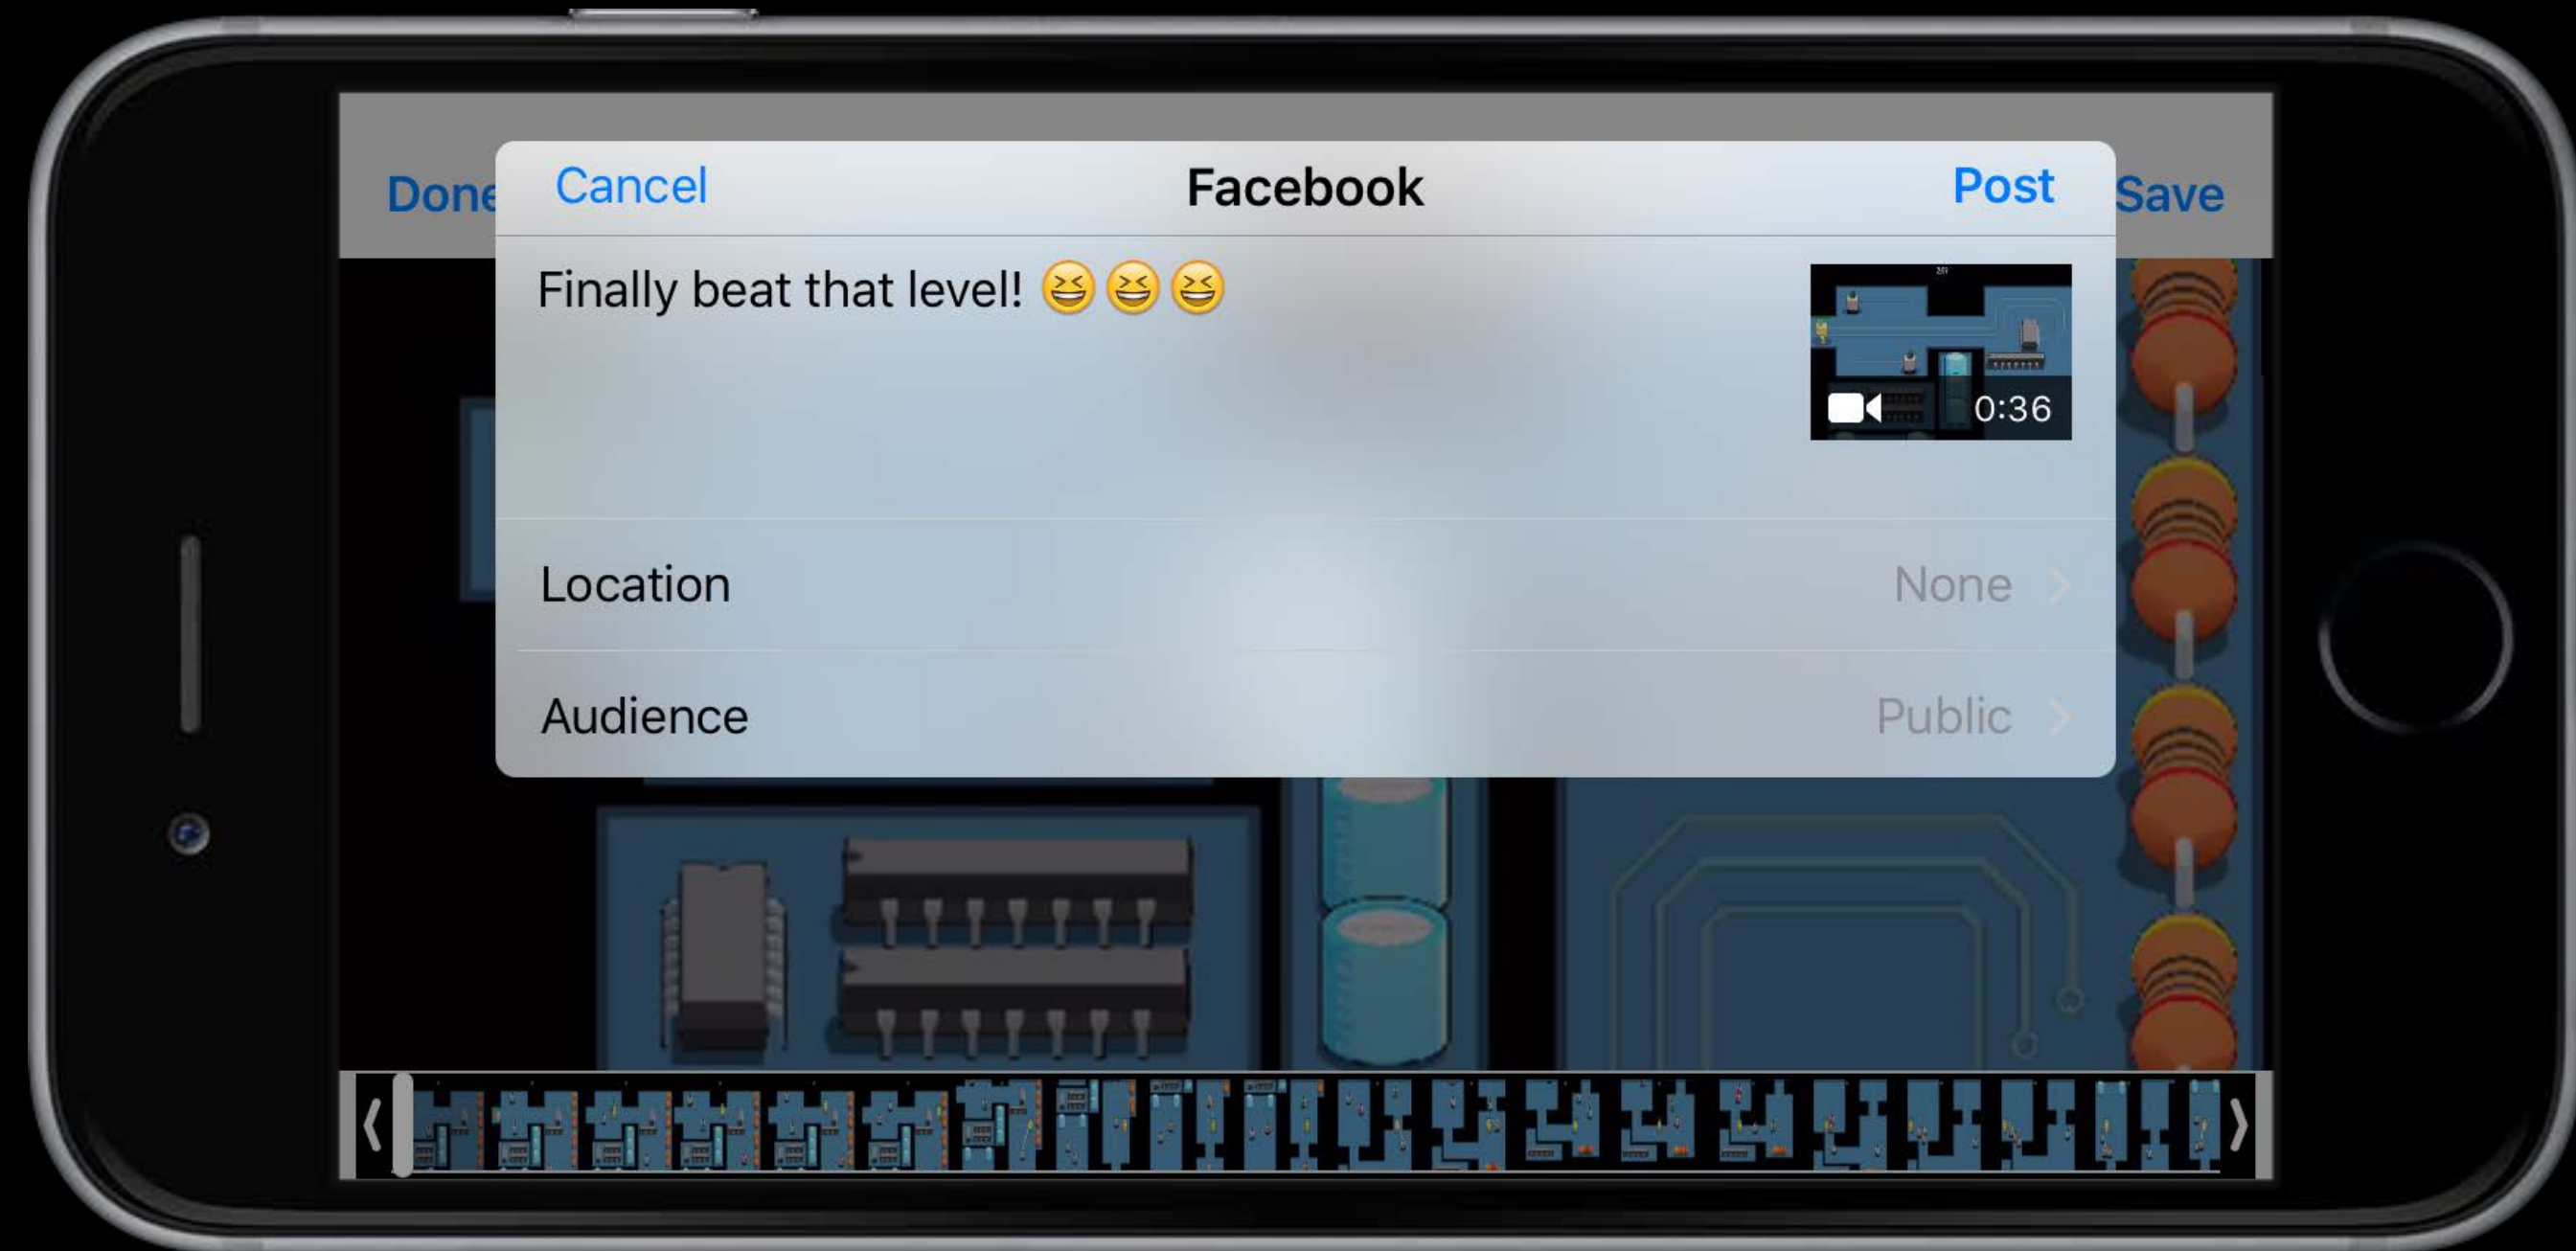 Done
Cancel
Facebook
Post
Save
Finally beat that level! 😆😆😆
0:36
Location
None
Audience
Public